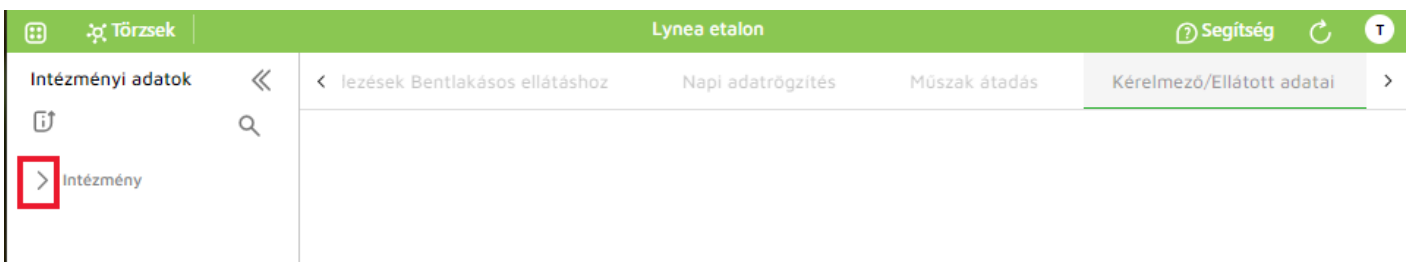 Törzsek
Lynea etalon
Segítség
T
Intézményi adatok
lezések Bentlakásos ellátáshoz
Napi adatrögzítés
Műszak átadás
Kérelmező/Ellátott adatai
Intézmény